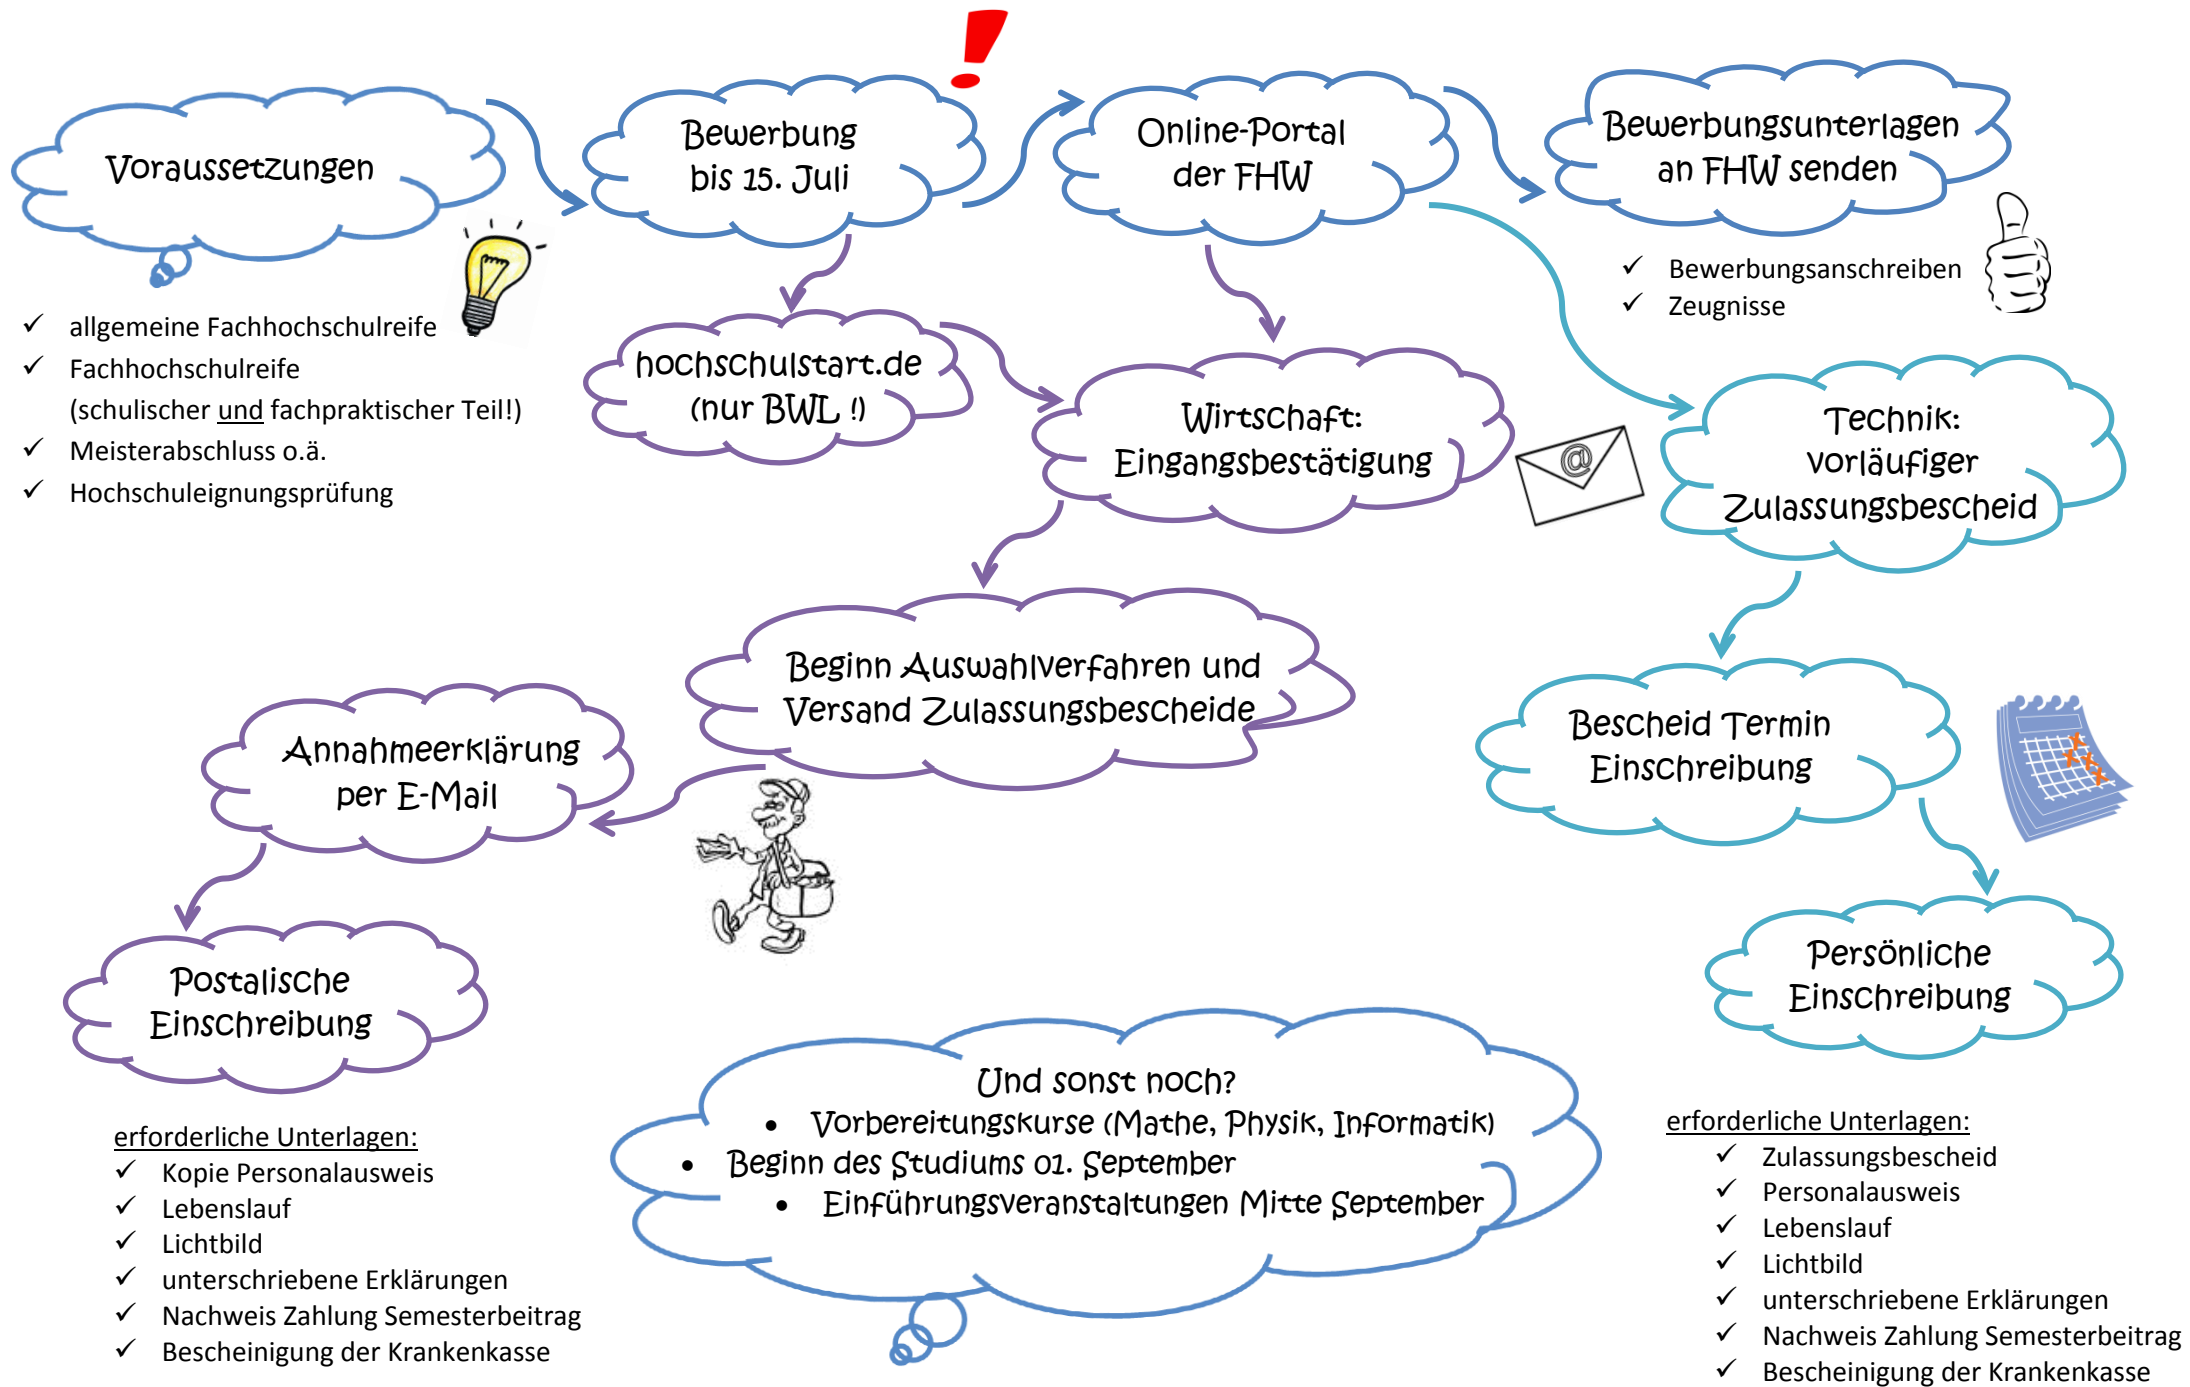 Voraussetzungen
✓ allgemeine Fachhochschulreife
✓ Fachhochschulreife
(schulischer und fachpraktischer Teil!)
✓ Meisterabschluss o.ä.
✓ Hochschuleignungsprüfung
Bewerbung
bis 15. Juli
Online-Portal
der FHW
Bewerbungsunterlagen
an FHW senden
✓ Bewerbungsanschreiben
✓ Zeugnisse
hochschulstart.de
(nur BWL !)
Wirtschaft:
Eingangsbestätigung
@
Technik:
vorläufiger
Zulassungsbescheid
Beginn Auswahlverfahren und
Versand Zulassungsbescheide
Annahmeerklärung
per E-Mail
Bescheid Termin
Einschreibung
Postalische
Einschreibung
Persönliche
Einschreibung
erforderliche Unterlagen:
✓ Kopie Personalausweis
✓ Lebenslauf
✓ Lichtbild
✓ unterschriebene Erklärungen
✓ Nachweis Zahlung Semesterbeitrag
✓ Bescheinigung der Krankenkasse
Und sonst noch?
• Vorbereitungskurse (Mathe, Physik, Informatik)
• Beginn des Studiums 01. September
• Einführungsveranstaltungen Mitte September
erforderliche Unterlagen:
✓ Zulassungsbescheid
✓ Personalausweis
✓ Lebenslauf
✓ Lichtbild
✓ unterschriebene Erklärungen
✓ Nachweis Zahlung Semesterbeitrag
✓ Bescheinigung der Krankenkasse